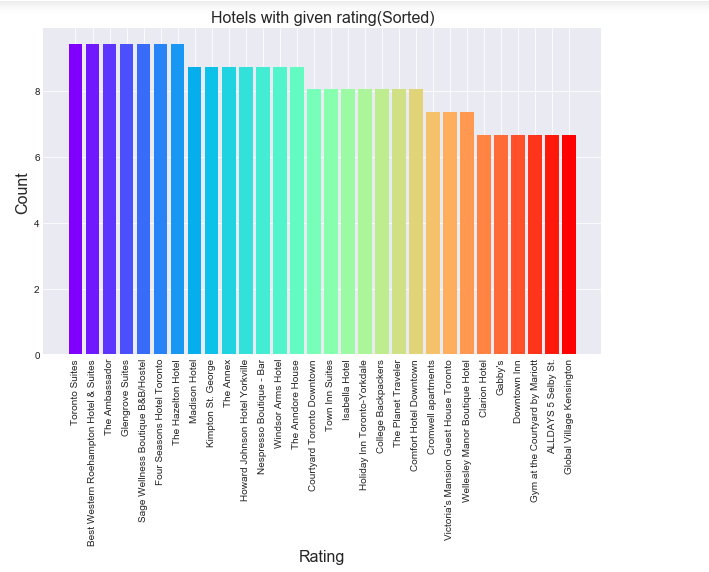 Hotels with given rating(Sorted)
Count
8
6
4
2
0
Toronto Suites
Best Western Roehampton Hotel & Suites
The Ambassador
Glengrove Suites
Sage Wellness Boutique B&B/Hostel
Four Seasons Hotel Toronto
The Hazelton Hotel
Madison Hotel
Kimpton St. George
The Annex
Howard Johnson Hotel Yorkville
Nespresso Boutique - Bar
Windsor Arms Hotel
The Anndore House
Courtyard Toronto Downtown
Town Inn Suites
Isabella Hotel
Holiday Inn Toronto-Yorkdale
College Backpackers
The Planet Traveler
Comfort Hotel Downtown
Cromwell apartments
Victoria's Mansion Guest House Toronto
Wellesley Manor Boutique Hotel
Clarion Hotel
Gabby's
Downtown Inn
Gym at the Courtyard by Mariott
ALLDAYS 5 Selby St.
Global Village Kensington
Rating